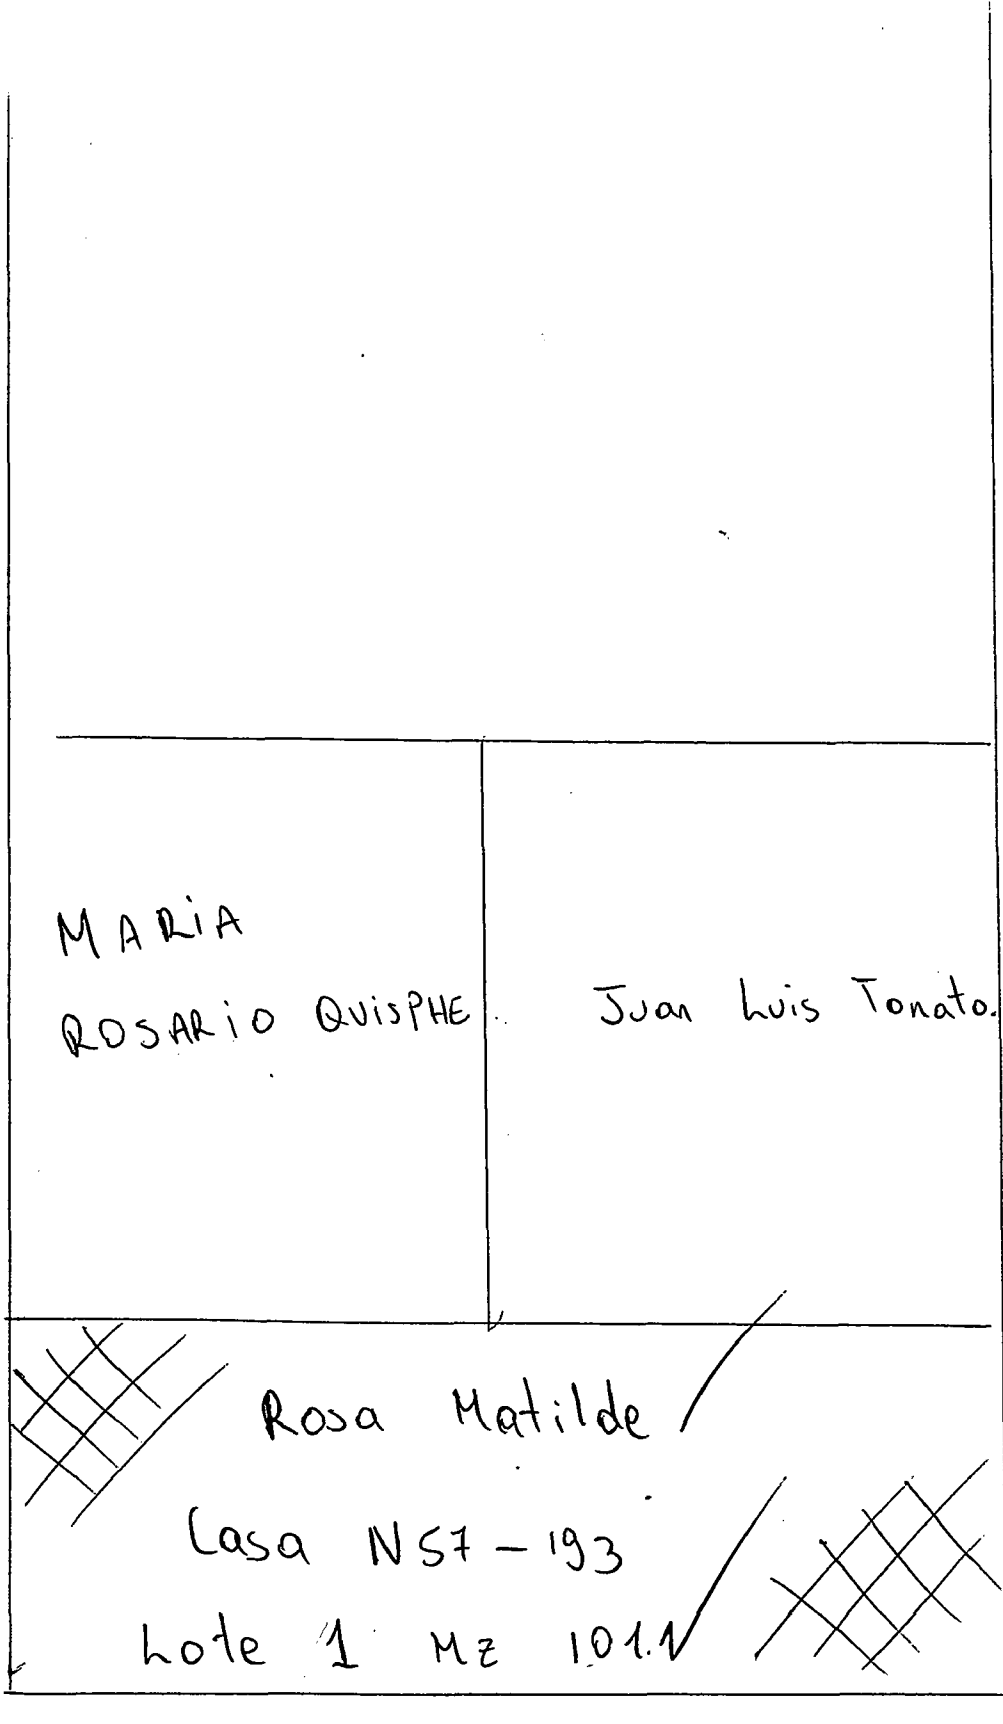 MARIA
ROSARIO QUISPHE
Juan Luis Tonato.
Rosa Matilde
Casa N57-193
Lote 1 Mz 101.1